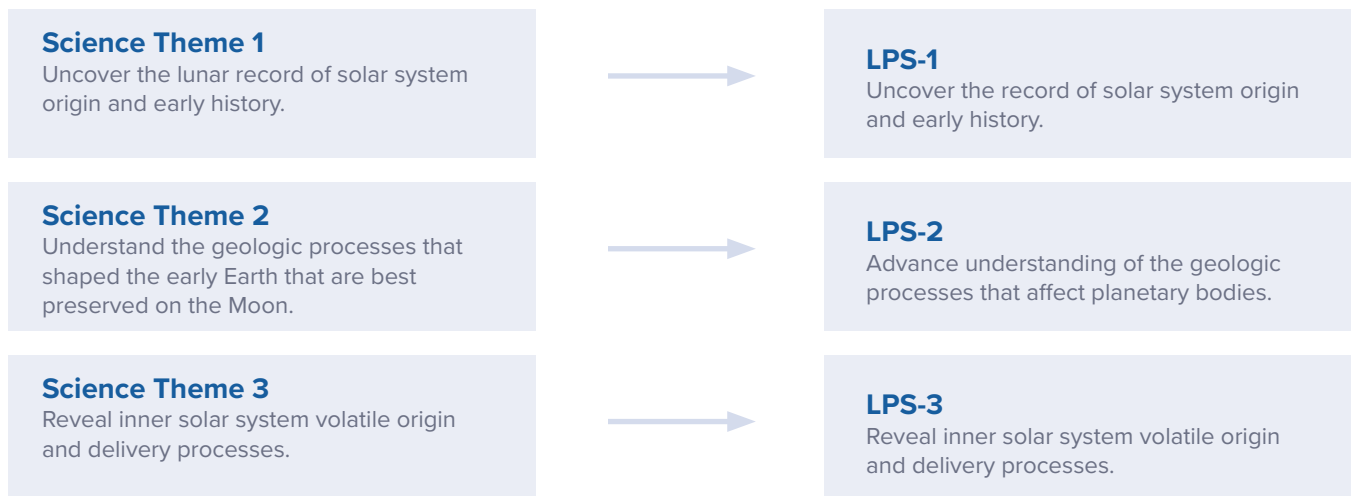 Science Theme 1
Uncover the lunar record of solar system
origin and early history.
LPS-1
Uncover the record of solar system origin
and early history.
Science Theme 2
Understand the geologic processes that
shaped the early Earth that are best
preserved on the Moon.
LPS-2
Advance understanding of the geologic
processes that affect planetary bodies.
Science Theme 3
Reveal inner solar system volatile origin
and delivery processes.
LPS-3
Reveal inner solar system volatile origin
and delivery processes.